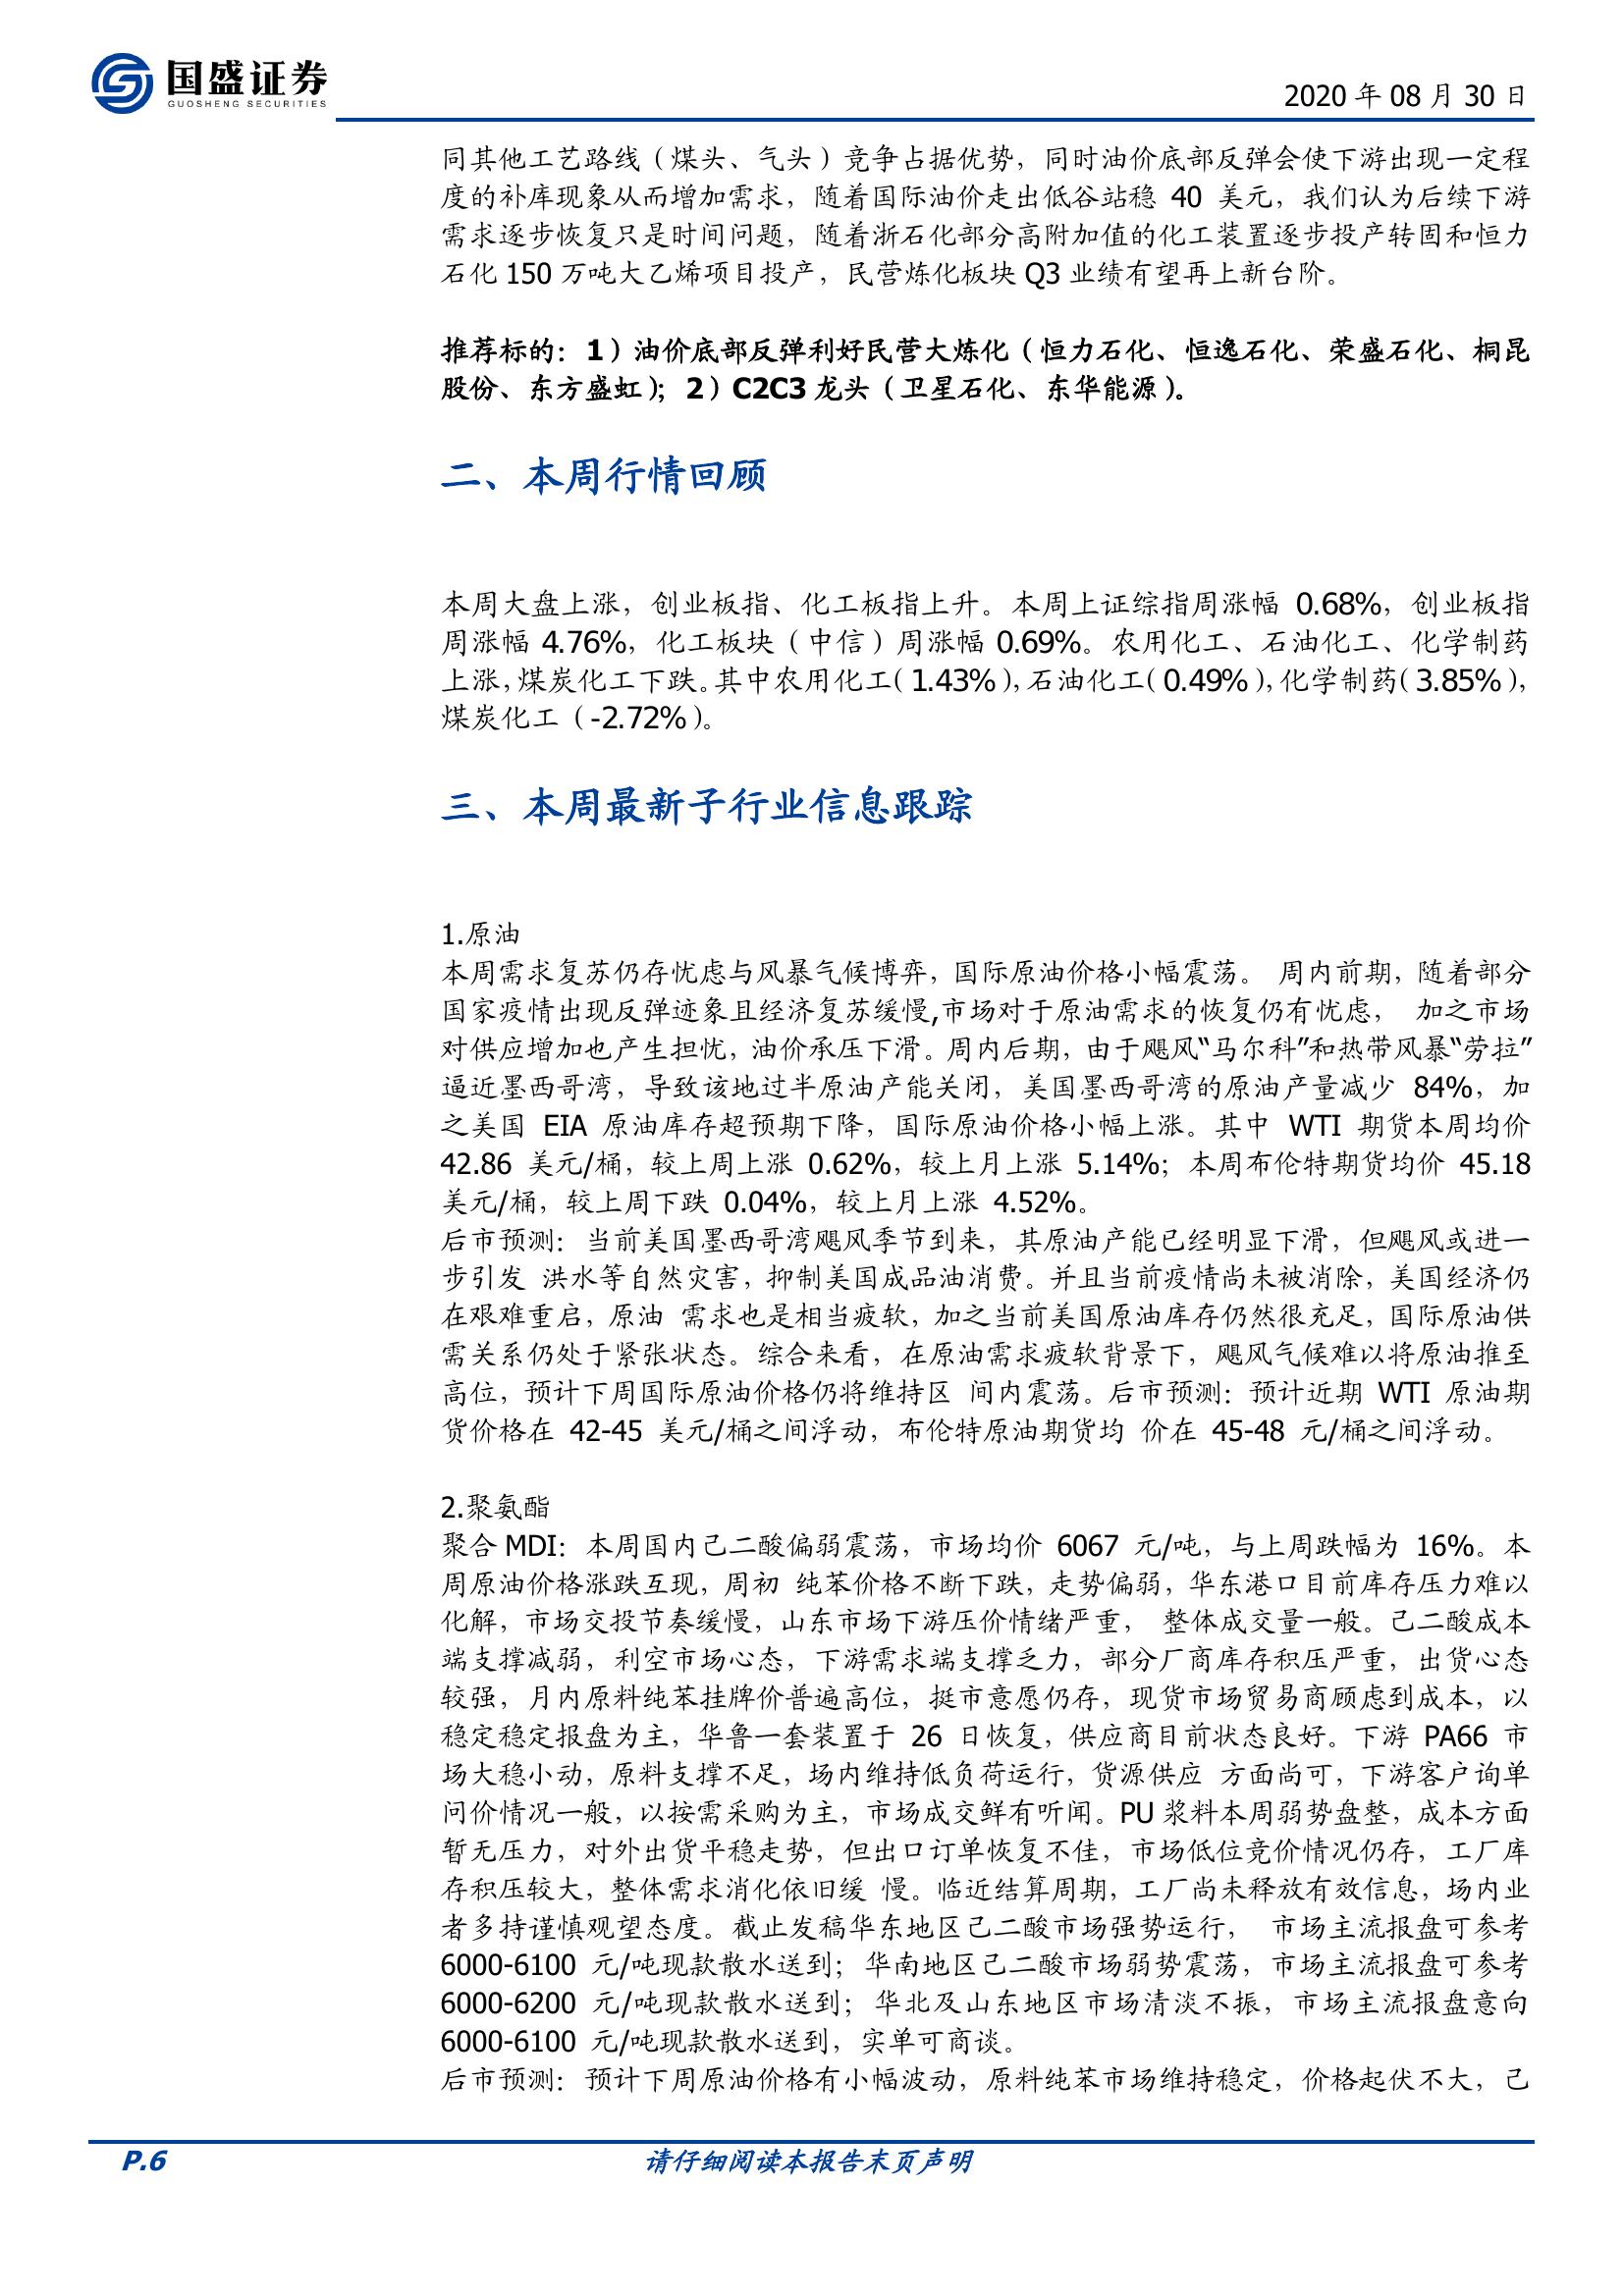 国盛证券
GUOSHENG SECURITIES
2020 年 08 月 30 日
同其他工艺路线（煤头、气头）竞争占据优势，同时油价底部反弹会使下游出现一定程
度的补库现象从而增加需求，随着国际油价走出低谷站稳 40 美元，我们认为后续下游
需求逐步恢复只是时间问题，随着浙石化部分高附加值的化工装置逐步投产转固和恒力
石化 150 万吨大乙烯项目投产，民营炼化板块 Q3 业绩有望再上新台阶。
推荐标的：1）油价底部反弹利好民营大炼化（恒力石化、恒逸石化、荣盛石化、桐昆
股份、东方盛虹）；2）C2C3 龙头（卫星石化、东华能源）。
二、本周行情回顾
本周大盘上涨，创业板指、化工板指上升。本周上证综指周涨幅 0.68%，创业板指
周涨幅 4.76%，化工板块（中信）周涨幅 0.69%。农用化工、石油化工、化学制药
上涨，煤炭化工下跌。其中农用化工（1.43%），石油化工（0.49%），化学制药（3.85%），
煤炭化工（-2.72%）。
三、本周最新子行业信息跟踪
1.原油
本周需求复苏仍存忧虑与风暴气候博弈，国际原油价格小幅震荡。 周内前期，随着部分
国家疫情出现反弹迹象且经济复苏缓慢,市场对于原油需求的恢复仍有忧虑， 加之市场
对供应增加也产生担忧，油价承压下滑。周内后期，由于飓风“马尔科”和热带风暴“劳拉”
逼近墨西哥湾，导致该地过半原油产能关闭，美国墨西哥湾的原油产量减少 84%，加
之美国 EIA 原油库存超预期下降，国际原油价格小幅上涨。其中 WTI 期货本周均价
42.86 美元/桶，较上周上涨 0.62%，较上月上涨 5.14%；本周布伦特期货均价 45.18
美元/桶，较上周下跌 0.04%，较上月上涨 4.52%。
后市预测：当前美国墨西哥湾飓风季节到来，其原油产能已经明显下滑，但飓风或进一
步引发 洪水等自然灾害，抑制美国成品油消费。并且当前疫情尚未被消除，美国经济仍
在艰难重启，原油 需求也是相当疲软，加之当前美国原油库存仍然很充足，国际原油供
需关系仍处于紧张状态。综合来看，在原油需求疲软背景下，飓风气候难以将原油推至
高位，预计下周国际原油价格仍将维持区 间内震荡。后市预测：预计近期 WTI 原油期
货价格在 42-45 美元/桶之间浮动，布伦特原油期货均 价在 45-48 元/桶之间浮动。
2.聚氨酯
聚合 MDI：本周国内己二酸偏弱震荡，市场均价 6067 元/吨，与上周跌幅为 16%。本
周原油价格涨跌互现，周初 纯苯价格不断下跌，走势偏弱，华东港口目前库存压力难以
化解，市场交投节奏缓慢，山东市场下游压价情绪严重， 整体成交量一般。己二酸成本
端支撑减弱，利空市场心态，下游需求端支撑乏力，部分厂商库存积压严重，出货心态
较强，月内原料纯苯挂牌价普遍高位，挺市意愿仍存，现货市场贸易商顾虑到成本，以
稳定稳定报盘为主，华鲁一套装置于 26 日恢复，供应商目前状态良好。下游 PA66 市
场大稳小动，原料支撑不足，场内维持低负荷运行，货源供应 方面尚可，下游客户询单
问价情况一般，以按需采购为主，市场成交鲜有听闻。PU 浆料本周弱势盘整，成本方面
暂无压力，对外出货平稳走势，但出口订单恢复不佳，市场低位竞价情况仍存，工厂库
存积压较大，整体需求消化依旧缓 慢。临近结算周期，工厂尚未释放有效信息，场内业
者多持谨慎观望态度。截止发稿华东地区己二酸市场强势运行， 市场主流报盘可参考
6000-6100 元/吨现款散水送到；华南地区己二酸市场弱势震荡，市场主流报盘可参考
6000-6200 元/吨现款散水送到；华北及山东地区市场清淡不振，市场主流报盘意向
6000-6100 元/吨现款散水送到，实单可商谈。
后市预测：预计下周原油价格有小幅波动，原料纯苯市场维持稳定，价格起伏不大，己
P.6
请仔细阅读本报告末页声明